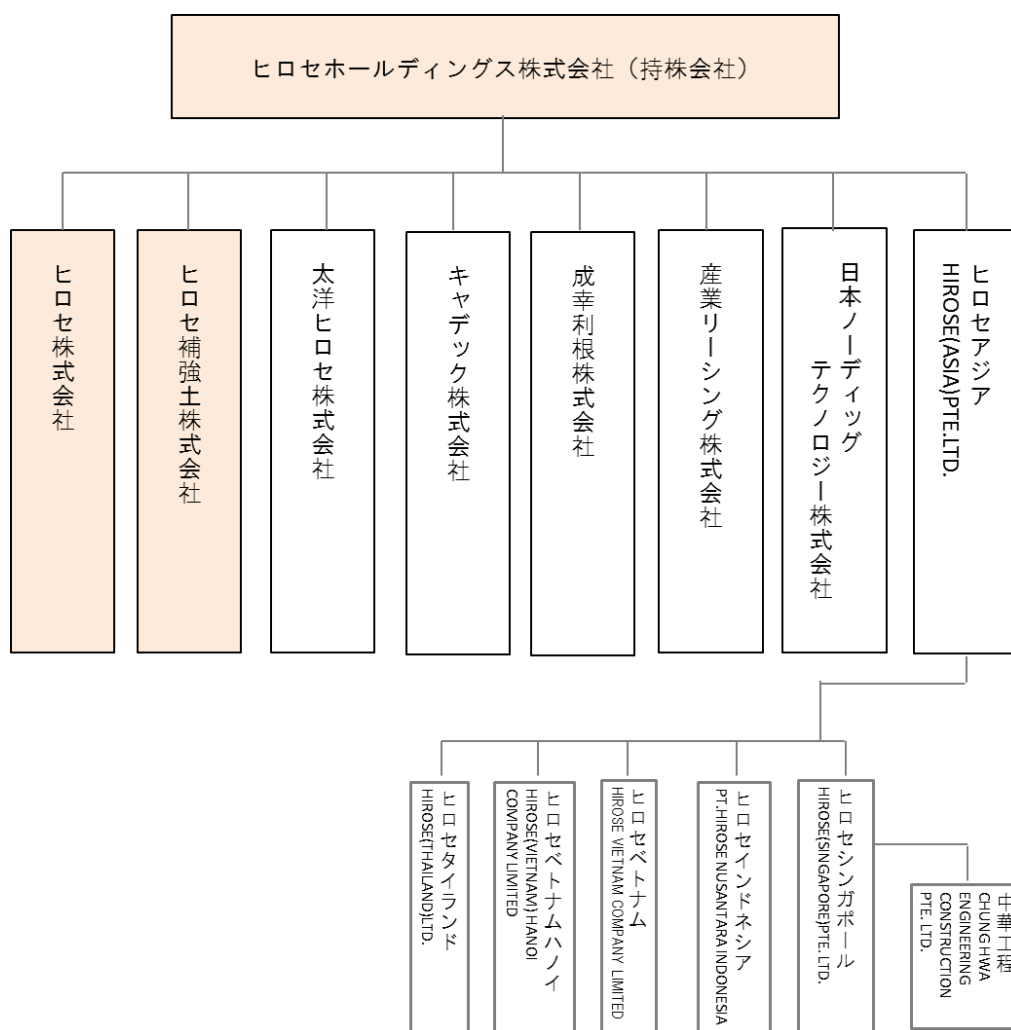 ヒロセホールディングス株式会社（持株会社）
ヒロセ株式会社
ヒロセ補強土株式会社
太洋ヒロセ株式会社
キャデック株式会社
成幸利根株式会社
産業リーシング株式会社
日本ノーディッグ
テクノロジー株式会社
ヒロセアジア
HIROSE(ASIA)PTE.LTD.
ヒロセタイランド
HIROSE(THAILAND)LTD.
ヒロセベトナムハノイ
HIROSE(VIETNAM)HANOI
COMPANY LIMITED
ヒロセベトナム
HIROSE VIETNAM COMPANY LIMITED
ヒロセインドネシア
PT.HIROSE NUSANTARA INDONESIA
ヒロセシンガポール
HIROSE(SINGAPORE)PTE. LTD.
中華工程
CHUNG HWA
ENGINEERING
CONSTRUCTION
PTE. LTD.